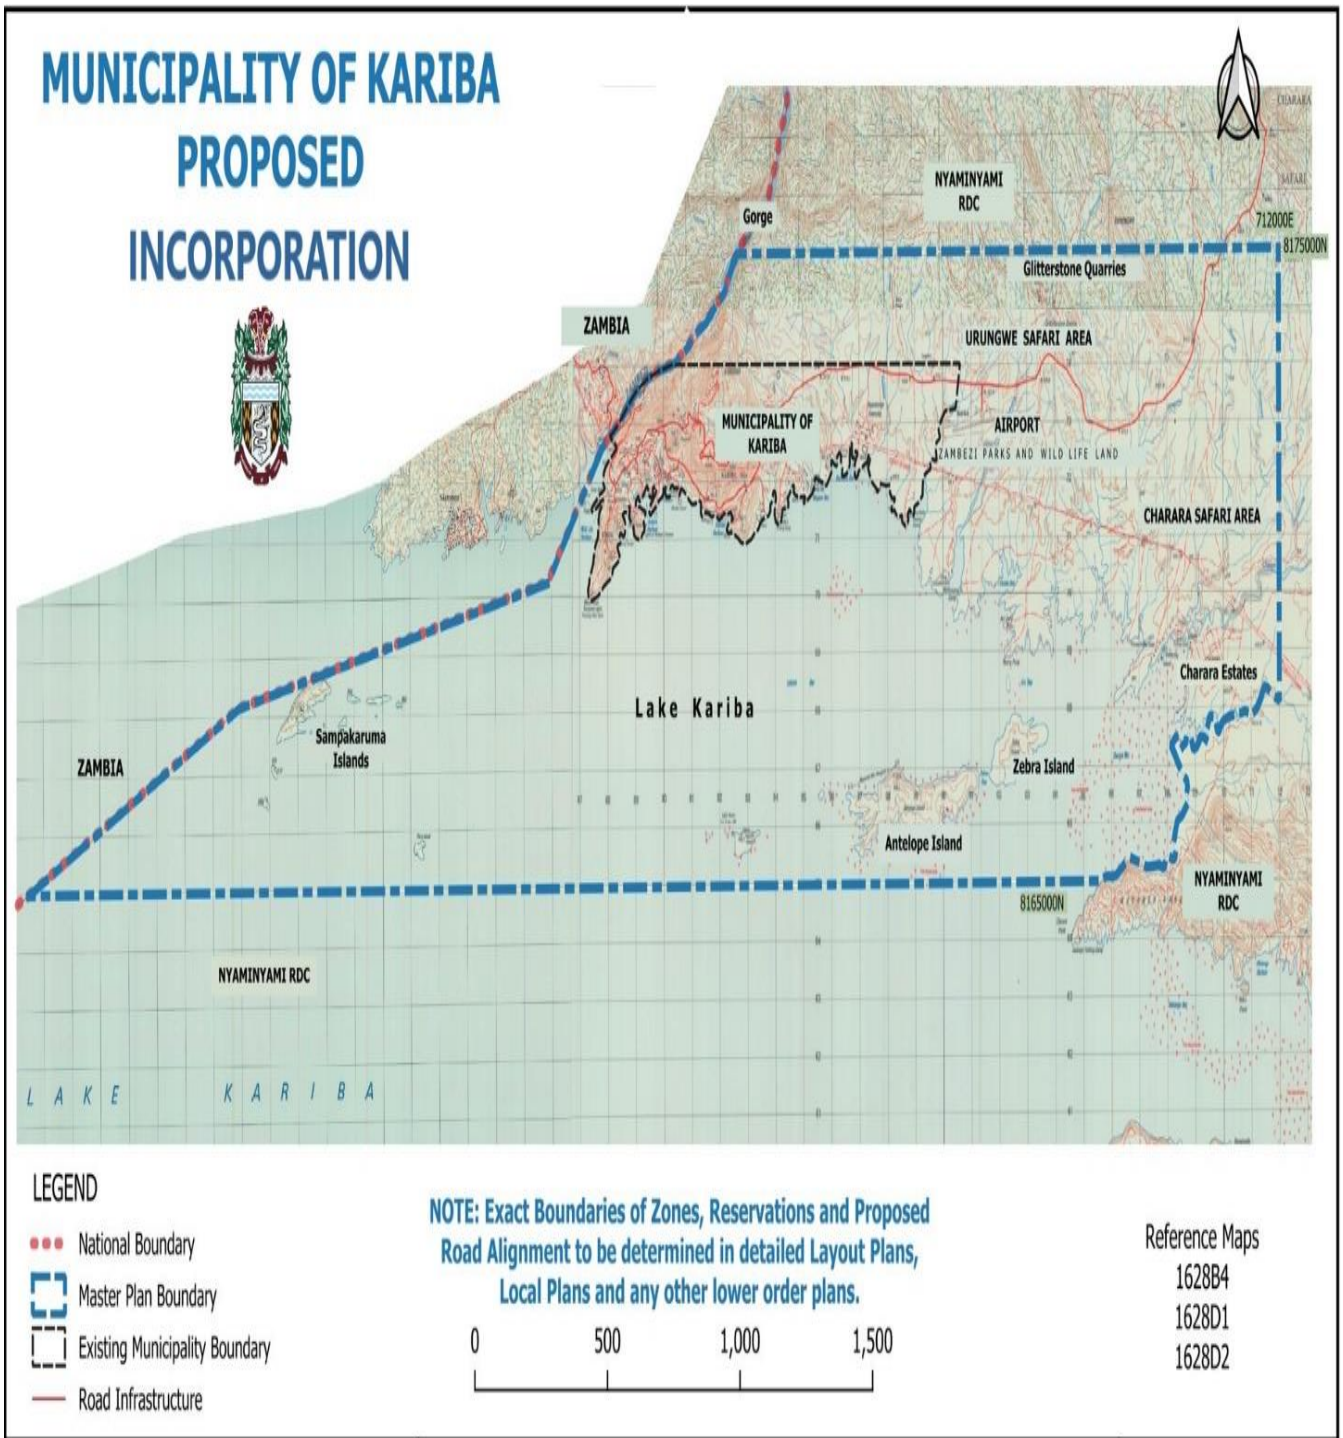 MUNICIPALITY OF KARIBA
PROPOSED
INCORPORATION
CHARARA
SAFARI
NYAMINYAMI
RDC
Gorge
712000E
8175000N
Glitterstone Quarries
ZAMBIA
URUNGWE SAFARI AREA
MUNICIPALITY OF
KARIBA
AIRPORT
ZAMBEZI PARKS AND WILD LIFE LAND
CHARARA SAFARI AREA
Charara Estates
Lake Kariba
Sampakaruma
Islands
ZAMBIA
Zebra Island
Antelope Island
NYAMINYAMI
RDC
8165000N
NYAMINYAMI RDC
LAKE KARIBA
LEGEND
National Boundary
Master Plan Boundary
Existing Municipality Boundary
Road Infrastructure
NOTE: Exact Boundaries of Zones, Reservations and Proposed
Road Alignment to be determined in detailed Layout Plans,
Local Plans and any other lower order plans.
0 500 1,000 1,500
Reference Maps
1628B4
1628D1
1628D2